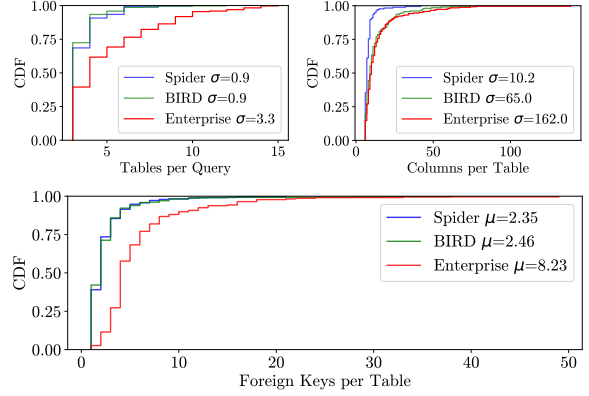 CDF
1.00
0.75
0.50
0.25
0.00
Spider σ=0.9
BIRD σ=0.9
Enterprise σ=3.3
5 10 15
Tables per Query
CDF
1.00
0.75
0.50
0.25
0.00
Spider σ=10.2
BIRD σ=65.0
Enterprise σ=162.0
50 100
Columns per Table
CDF
1.00
0.75
0.50
0.25
0.00
Spider μ=2.35
BIRD μ=2.46
Enterprise μ=8.23
0 10 20 30 40 50
Foreign Keys per Table